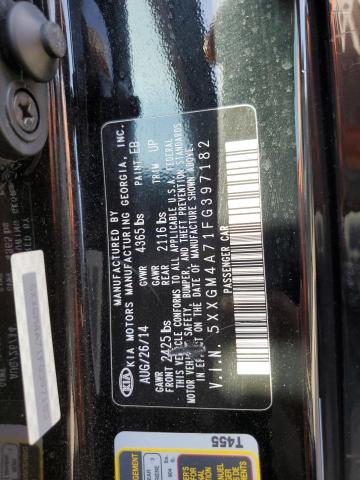 KIA
MANUFACTURED BY
KIA MOTORS MANUFACTURING GEORGIA, INC.
AUG/26/14 GVWR 4365 lbs PAINT EB
GAWR GAWR TRIM UP
FRONT 2425 lbs REAR 2116 lbs
THIS VEHICLE CONFORMS TO ALL APPLICABLE U.S.A. FEDERAL
MOTOR VEHICLE SAFETY, BUMPER, AND THEFT PREVENTION STANDARDS
IN EFFECT ON THE DATE OF MANUFACTURE SHOWN ABOVE.
V.I.N. 5XXGM4A71FG397182
PASSENGER CAR
T455